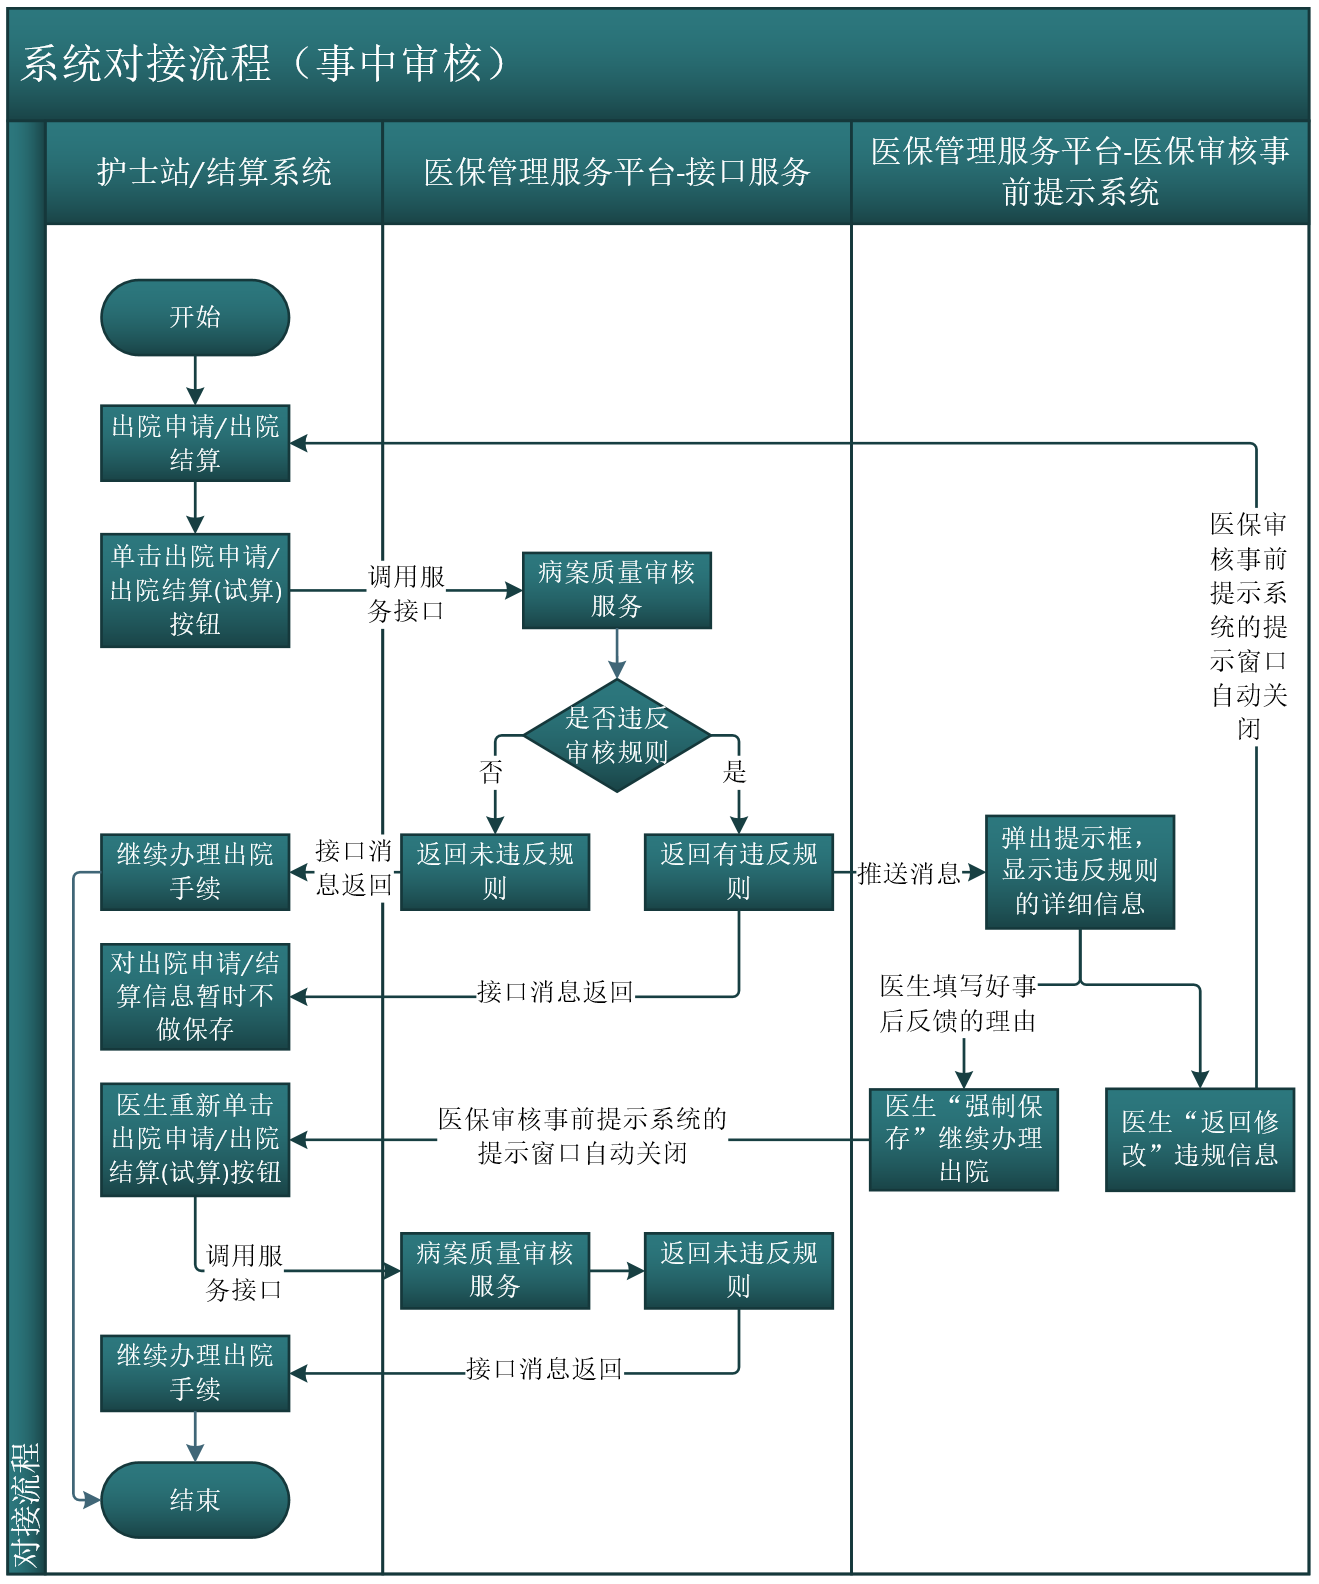 系统对接流程（事中审核）
护士站/结算系统
医保管理服务平台-接口服务
医保管理服务平台-医保审核事
前提示系统
开始
出院申请/出院
结算
单击出院申请/
出院结算(试算)
按钮
调用服
务接口
病案质量审核
服务
医保审
核事前
提示系
统的提
示窗口
自动关
闭
是否违反
审核规则
否
是
继续办理出院
手续
接口消
息返回
返回未违反规
则
返回有违反规
则
推送消息
弹出提示框，
显示违反规则
的详细信息
对出院申请/结
算信息暂时不
做保存
接口消息返回
医生填写好事
后反馈的理由
医生重新单击
出院申请/出院
结算(试算)按钮
医保审核事前提示系统的
提示窗口自动关闭
医生“强制保
存”继续办理
出院
医生“返回修
改”违规信息
调用服
务接口
病案质量审核
服务
返回未违反规
则
继续办理出院
手续
接口消息返回
结束
对接流程